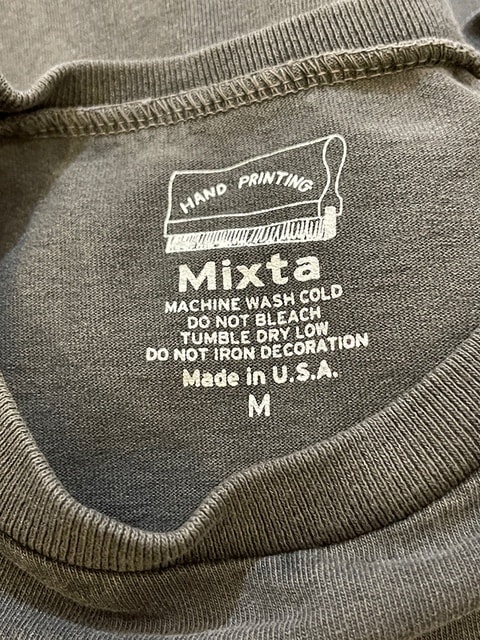 HAND PRINTING
Mixta
MACHINE WASH COLD
DO NOT BLEACH
TUMBLE DRY LOW
DO NOT IRON DECORATION
Made in U.S.A.
M